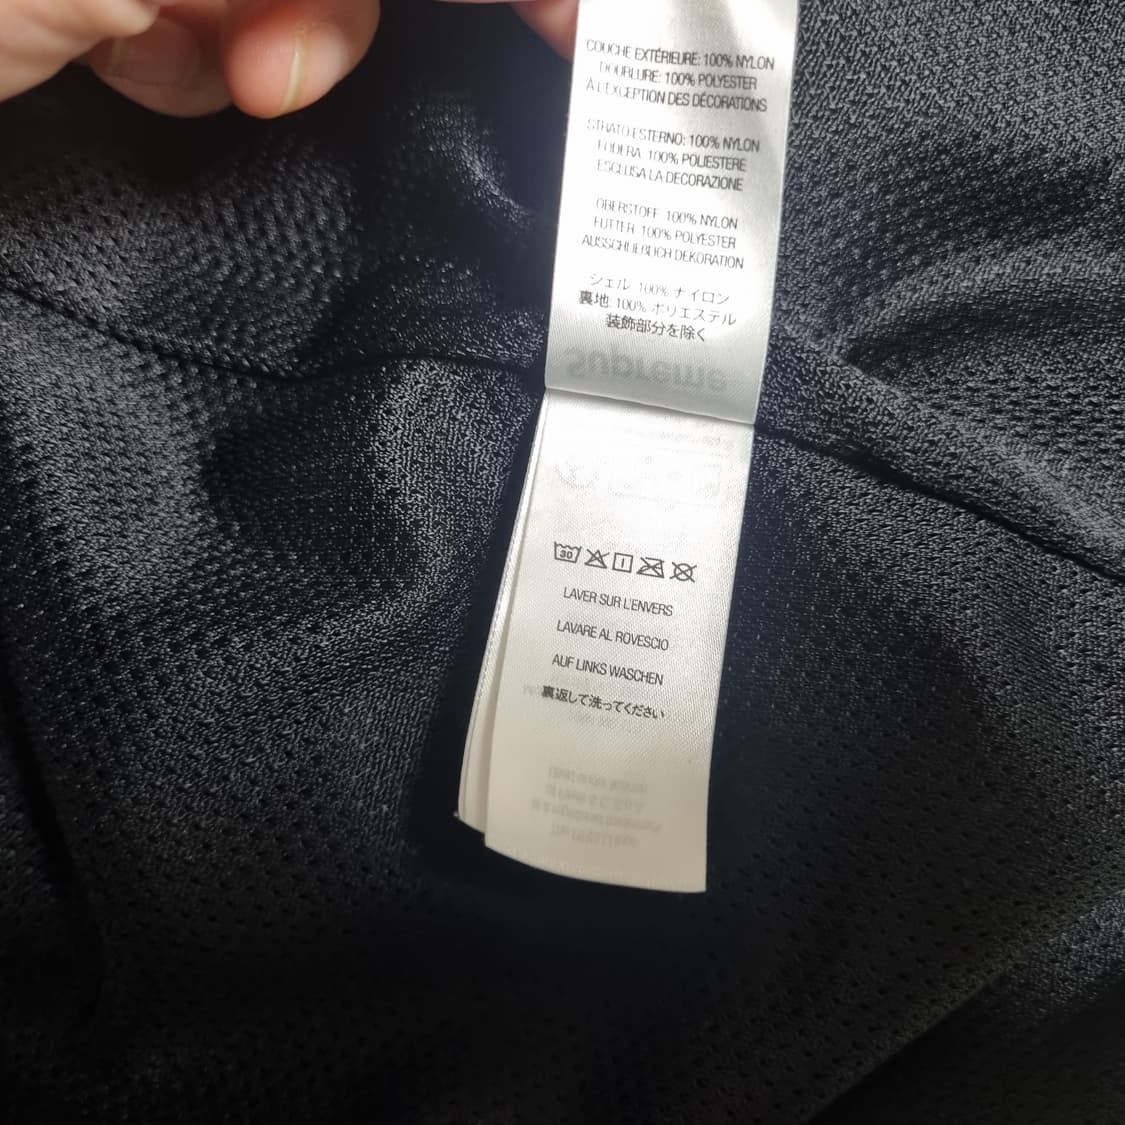 COUCHE EXTÉRIEURE: 100% NYLON
DOUBLURE: 100% POLYESTER
À L'EXCEPTION DES DÉCORATIONS
STRATO ESTERNO: 100% NYLON
FODERA: 100% POLIESTERE
ESCLUSA LA DECORAZIONE
OBERSTOFF: 100% NYLON
FUTTER: 100% POLYESTER
AUSSCHLIEßLICH DEKORATION
シェル: 100% ナイロン
裏地: 100% ポリエステル
装飾部分を除く
Supreme
30
LAVER SUR L'ENVERS
LAVARE AL ROVESCIO
AUF LINKS WASCHEN
裏返して洗ってください